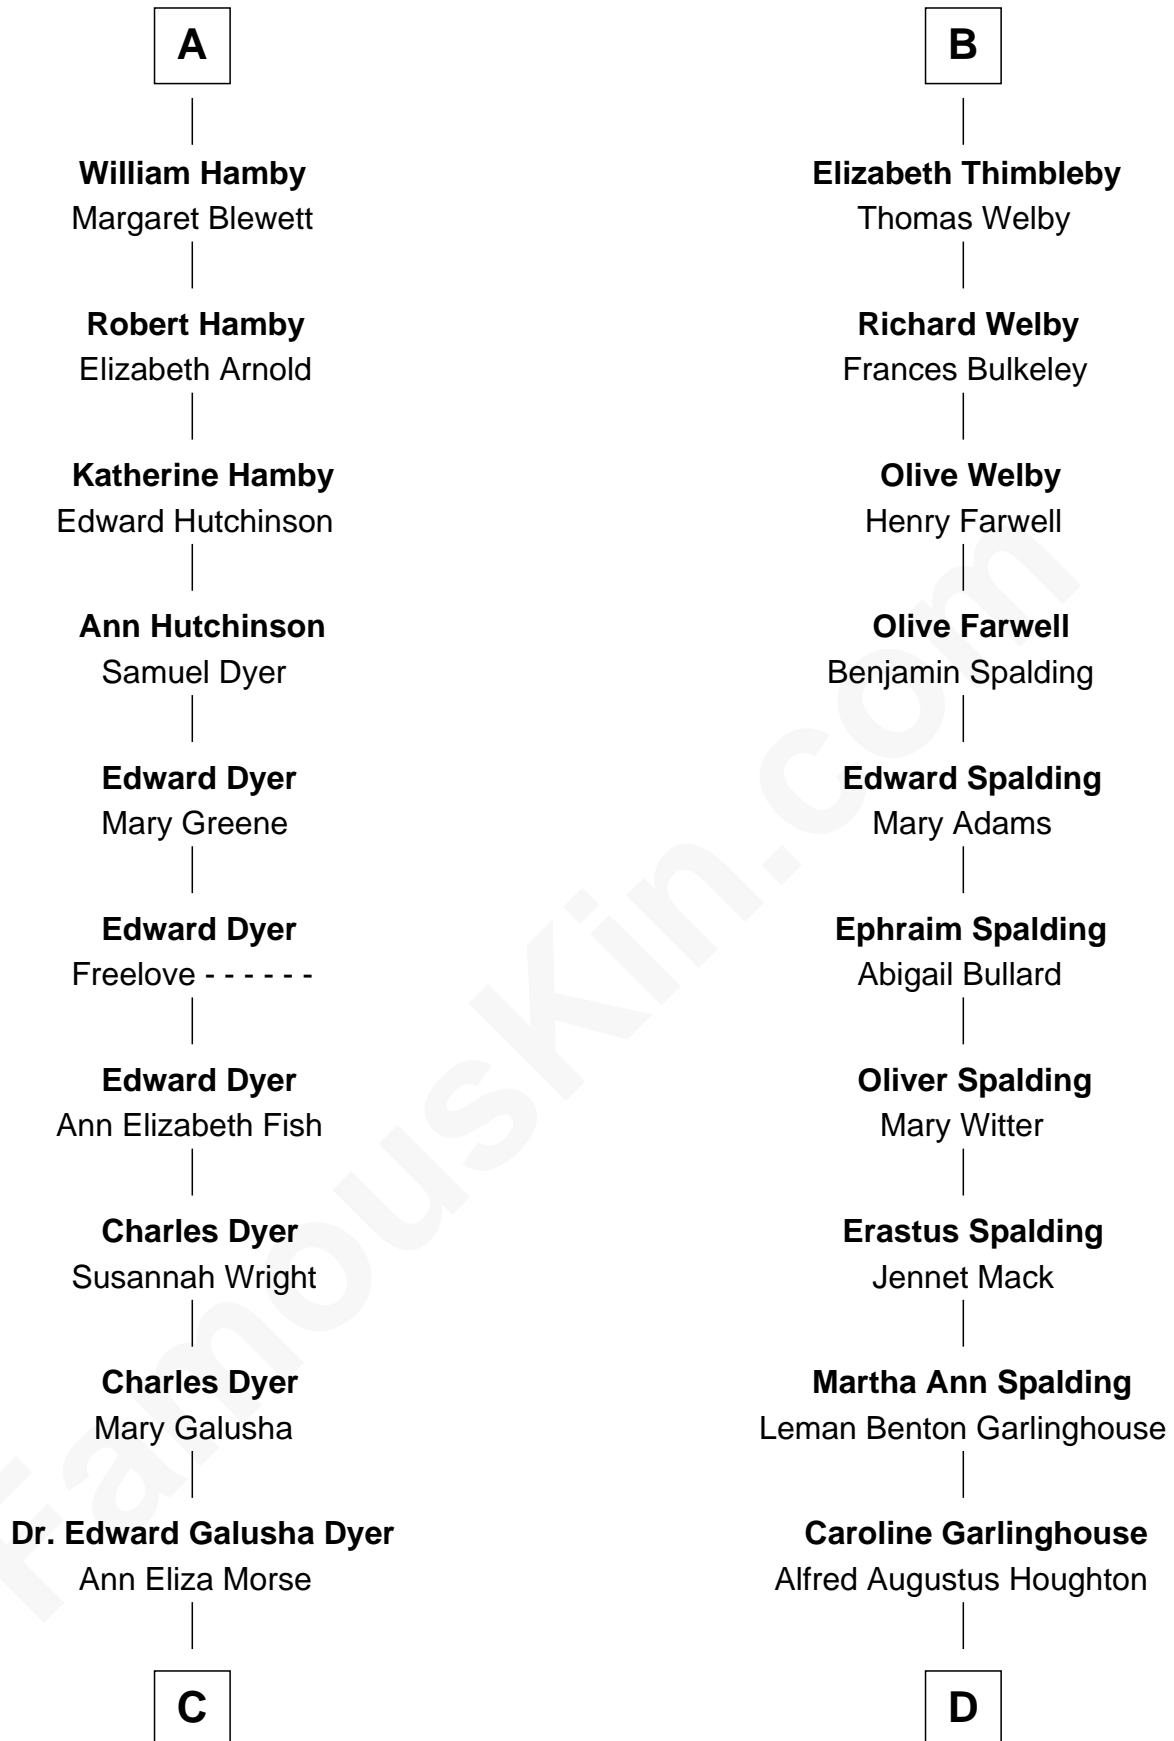 A
William Hamby
Margaret Blewett
Robert Hamby
Elizabeth Arnold
Katherine Hamby
Edward Hutchinson
Ann Hutchinson
Samuel Dyer
Edward Dyer
Mary Greene
Edward Dyer
Freelove - - - - - -
Edward Dyer
Ann Elizabeth Fish
Charles Dyer
Susannah Wright
Charles Dyer
Mary Galusha
Dr. Edward Galusha Dyer
Ann Eliza Morse
C
B
Elizabeth Thimbleby
Thomas Welby
Richard Welby
Frances Bulkeley
Olive Welby
Henry Farwell
Olive Farwell
Benjamin Spalding
Edward Spalding
Mary Adams
Ephraim Spalding
Abigail Bullard
Oliver Spalding
Mary Witter
Erastus Spalding
Jennet Mack
Martha Ann Spalding
Leman Benton Garlinghouse
Caroline Garlinghouse
Alfred Augustus Houghton
D
FamousKin.com